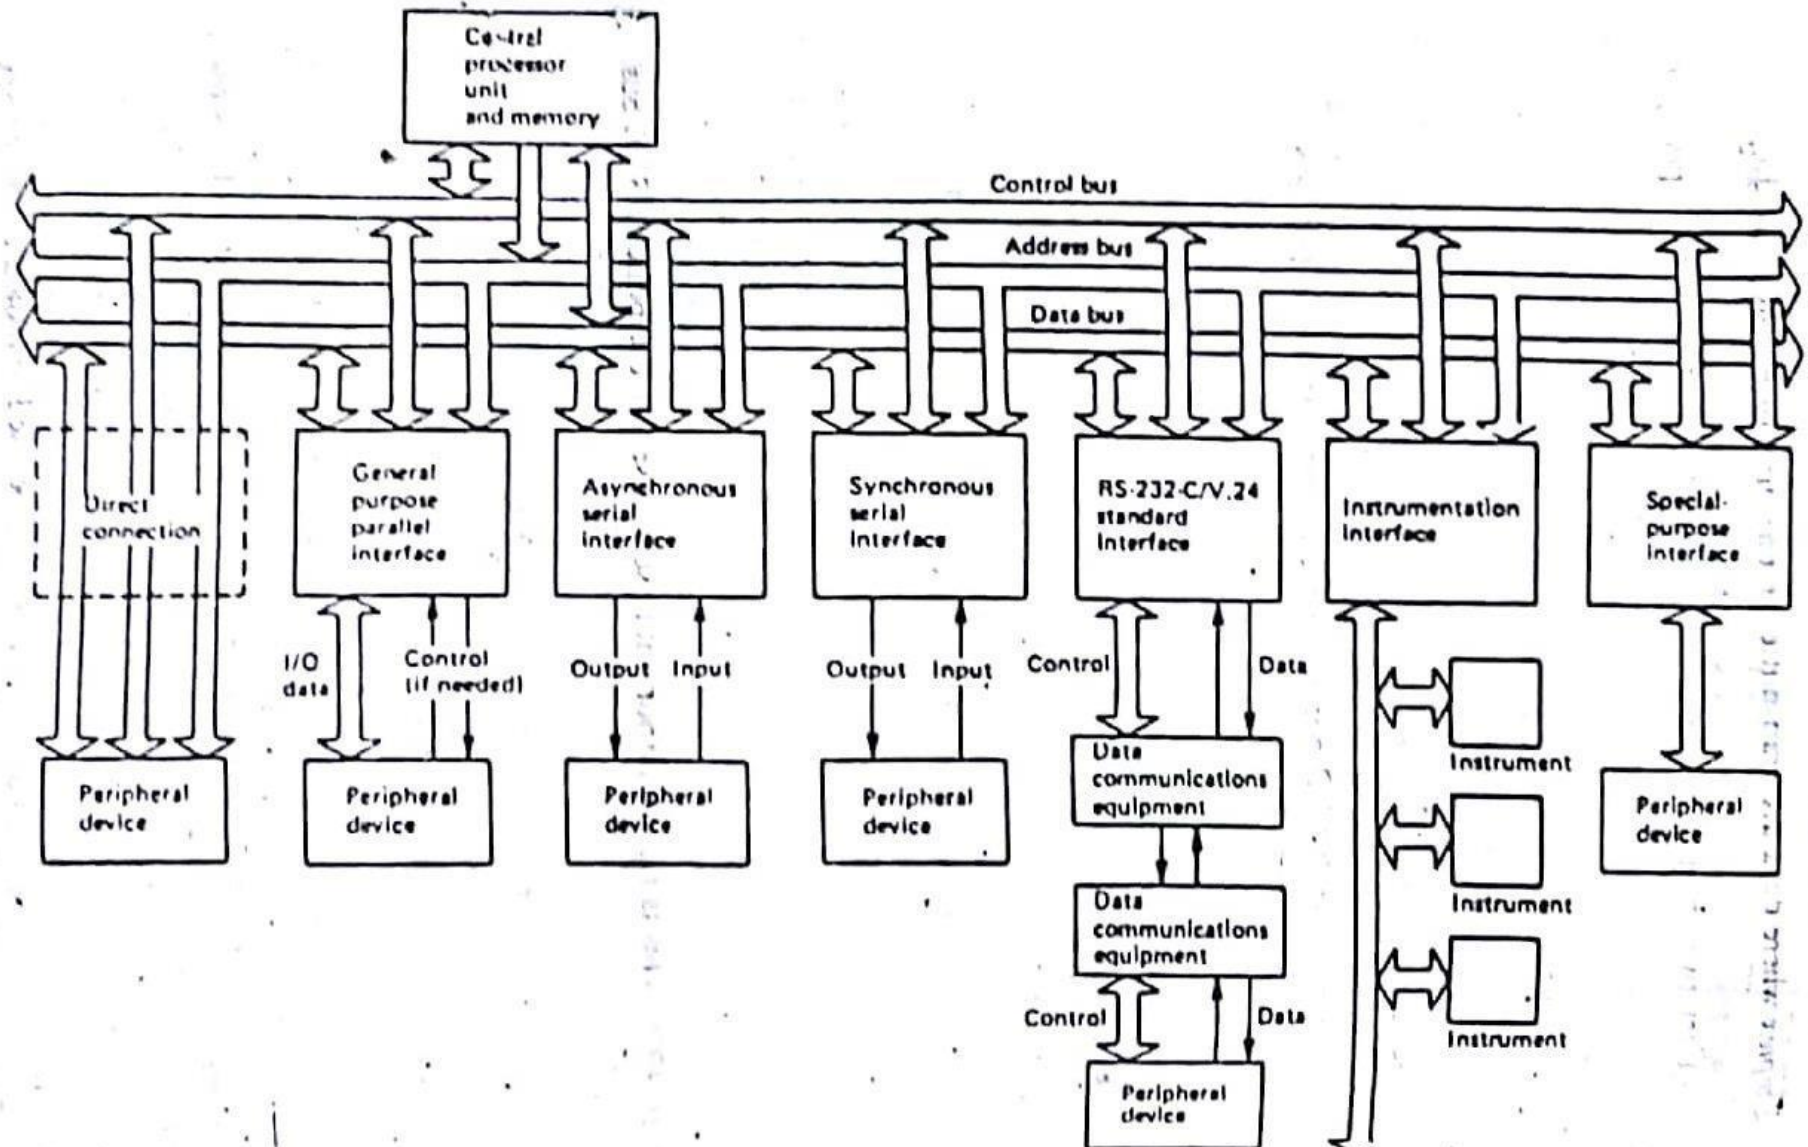 Central
processor
unit
and memory
Control bus
Address bus
Data bus
Direct
connection
General
purpose
parallel
interface
Asynchronous
serial
interface
Synchronous
serial
Interface
RS-232-C/V.24
standard
Interface
Instrumentation
Interface
Special-
purpose
interface
I/O
data
Control
(if needed)
Output
Input
Output
Input
Control
Data
Peripheral
device
Peripheral
device
Peripheral
device
Peripheral
device
Data
communications
equipment
Instrument
Peripheral
device
Data
communications
equipment
Instrument
Control
Data
Instrument
Peripheral
device